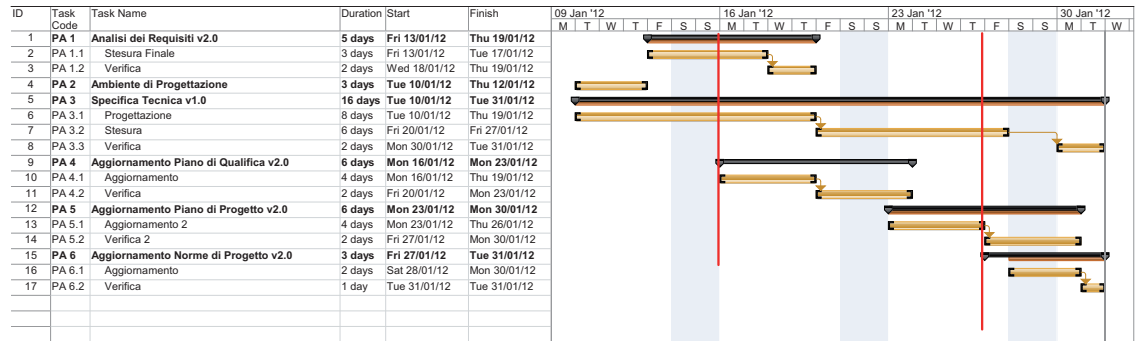 ID Task Code Task Name Duration Start Finish 09 Jan '12 16 Jan '12 23 Jan '12 30 Jan '12
M T W T F S S M T W T F S S M T W T F S S M T W
1 PA 1 Analisi dei Requisiti v2.0 5 days Fri 13/01/12 Thu 19/01/12
2 PA 1.1 Stesura Finale 3 days Fri 13/01/12 Tue 17/01/12
3 PA 1.2 Verifica 2 days Wed 18/01/12 Thu 19/01/12
4 PA 2 Ambiente di Progettazione 3 days Tue 10/01/12 Thu 12/01/12
5 PA 3 Specifica Tecnica v1.0 16 days Tue 10/01/12 Tue 31/01/12
6 PA 3.1 Progettazione 8 days Tue 10/01/12 Thu 19/01/12
7 PA 3.2 Stesura 6 days Fri 20/01/12 Fri 27/01/12
8 PA 3.3 Verifica 2 days Mon 30/01/12 Tue 31/01/12
9 PA 4 Aggiornamento Piano di Qualifica v2.0 6 days Mon 16/01/12 Mon 23/01/12
10 PA 4.1 Aggiornamento 4 days Mon 16/01/12 Thu 19/01/12
11 PA 4.2 Verifica 2 days Fri 20/01/12 Mon 23/01/12
12 PA 5 Aggiornamento Piano di Progetto v2.0 6 days Mon 23/01/12 Mon 30/01/12
13 PA 5.1 Aggiornamento 2 4 days Mon 23/01/12 Thu 26/01/12
14 PA 5.2 Verifica 2 2 days Fri 27/01/12 Mon 30/01/12
15 PA 6 Aggiornamento Norme di Progetto v2.0 3 days Fri 27/01/12 Tue 31/01/12
16 PA 6.1 Aggiornamento 2 days Sat 28/01/12 Mon 30/01/12
17 PA 6.2 Verifica 1 day Tue 31/01/12 Tue 31/01/12